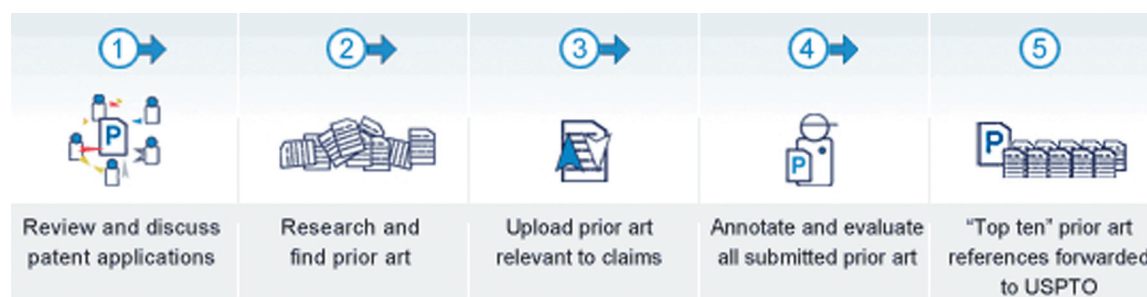 1
2
3
4
5
P
P
P
Review and discuss
patent applications
Research and
find prior art
Upload prior art
relevant to claims
Annotate and evaluate
all submitted prior art
“Top ten” prior art
references forwarded
to USPTO